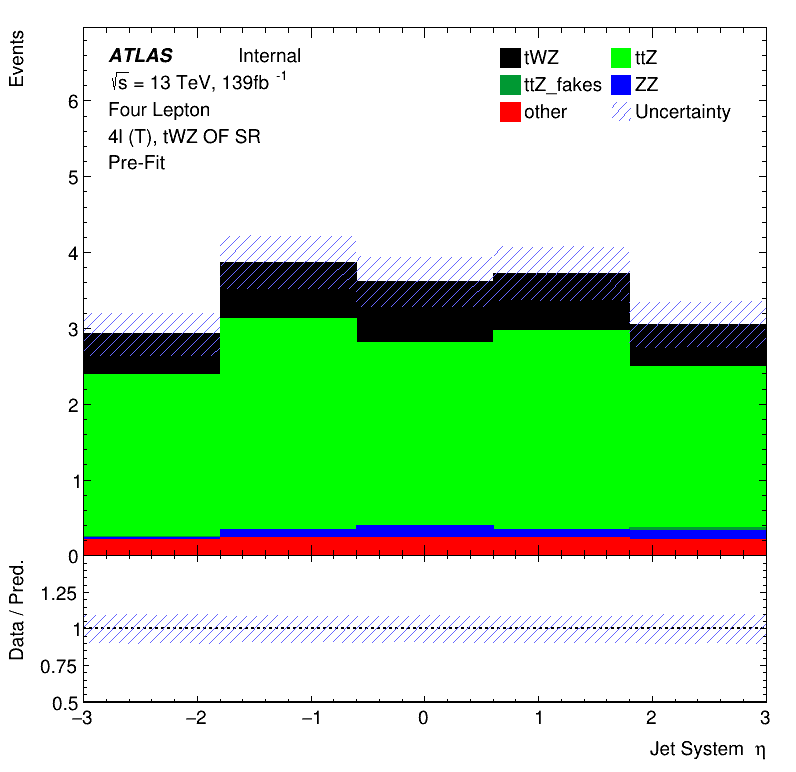 Events
ATLAS Internal
√s = 13 TeV, 139fb -1
Four Lepton
4l (T), tWZ OF SR
Pre-Fit
tWZ ttZ
ttZ_fakes ZZ
other Uncertainty
6
5
4
3
2
1
0
Data / Pred.
1.25
1
0.75
0.5
−3 −2 −1 0 1 2 3
Jet System η